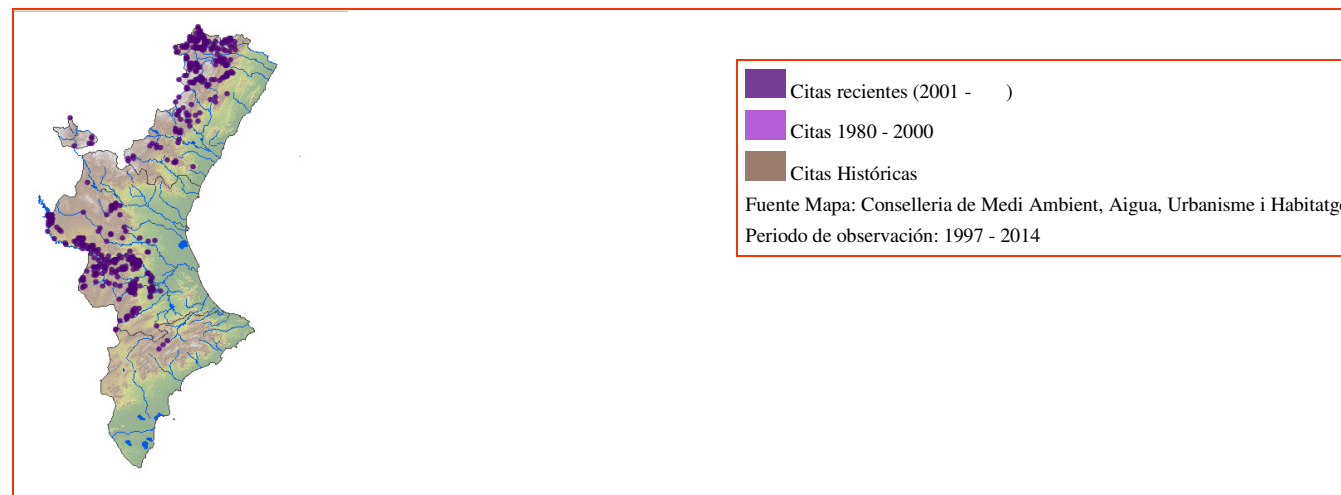 Citas recientes (2001 - )
Citas 1980 - 2000
Citas Históricas
Fuente Mapa: Conselleria de Medi Ambient, Aigua, Urbanisme i Habitatge
Periodo de observación: 1997 - 2014